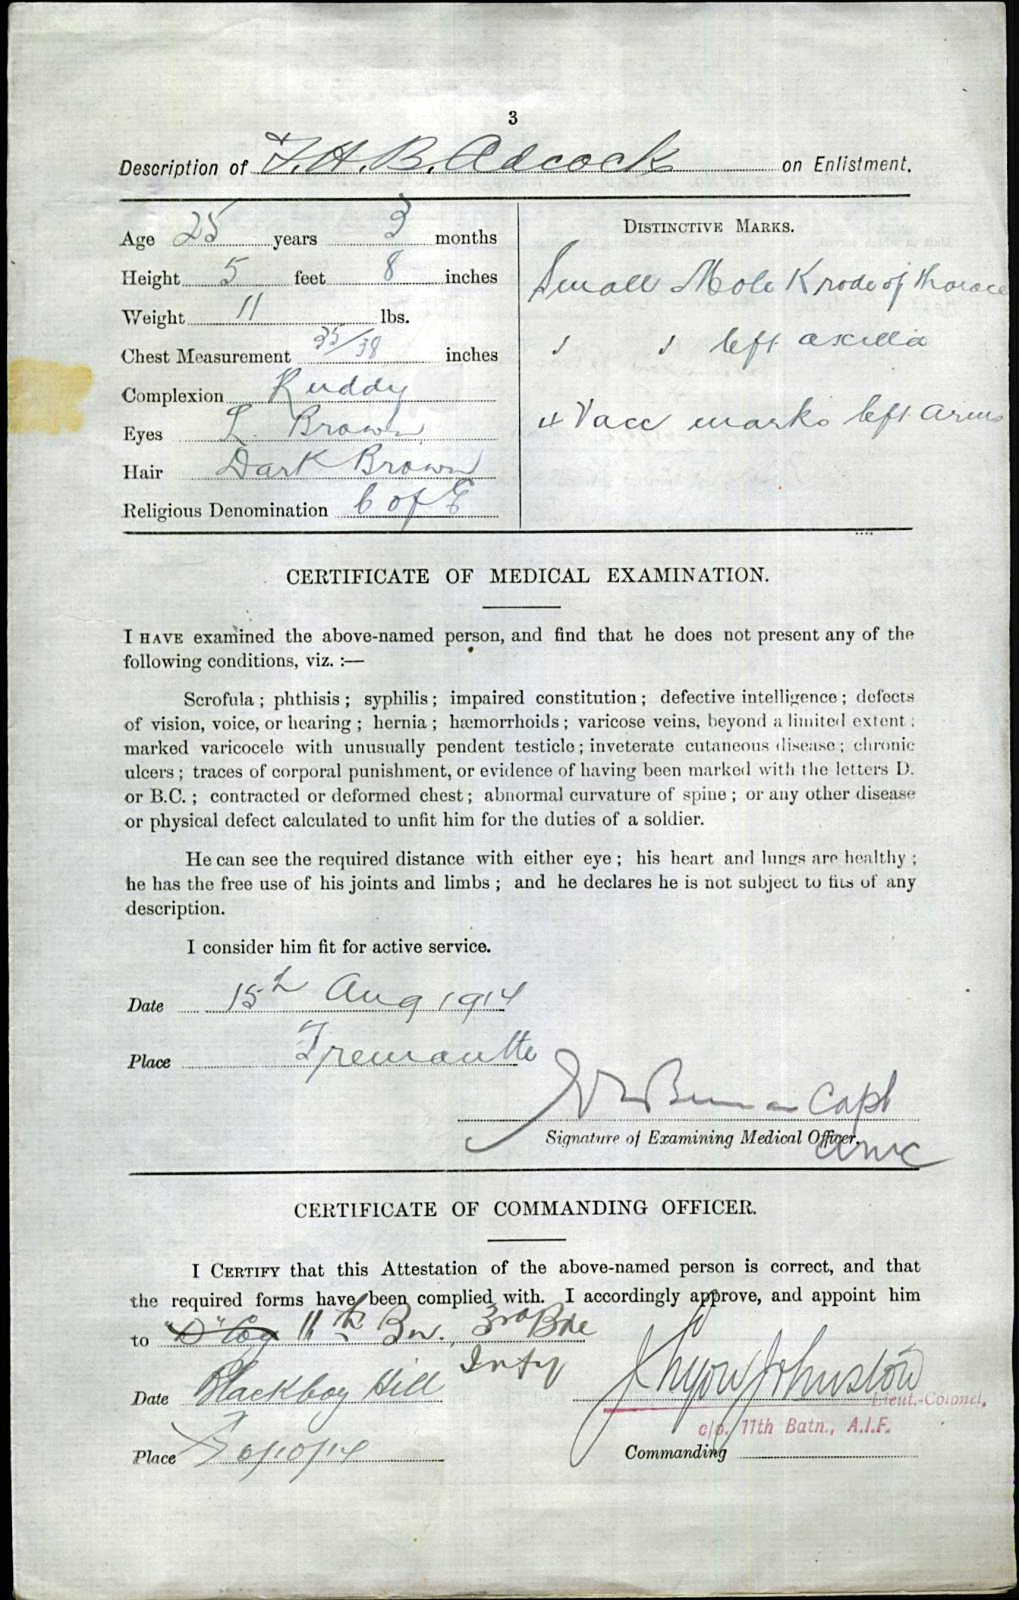 3
Description of F. H. B. Adcock on Enlistment.
Age 25 years 3 months
Height 5 feet 8 inches
Weight 11 lbs.
Chest Measurement 35/38 inches
Complexion Ruddy
Eyes L. Brown
Hair Dark Brown
Religious Denomination C of E
DISTINCTIVE MARKS.
Small Mole R side of thorax
" " left axilla
4 Vacc marks left arm
CERTIFICATE OF MEDICAL EXAMINATION.
I HAVE examined the above-named person, and find that he does not present any of the
following conditions, viz. :—
Scrofula ; phthisis ; syphilis ; impaired constitution ; defective intelligence ; defects
of vision, voice, or hearing ; hernia ; hæmorrhoids ; varicose veins, beyond a limited extent ;
marked varicocele with unusually pendent testicle ; inveterate cutaneous disease ; chronic
ulcers ; traces of corporal punishment, or evidence of having been marked with the letters D.
or B.C. ; contracted or deformed chest ; abnormal curvature of spine ; or any other disease
or physical defect calculated to unfit him for the duties of a soldier.
He can see the required distance with either eye ; his heart and lungs are healthy ;
he has the free use of his joints and limbs ; and he declares he is not subject to fits of any
description.
I consider him fit for active service.
Date 15th Aug 1914
Place Fremantle
Capt
Signature of Examining Medical Officer.
AMC
CERTIFICATE OF COMMANDING OFFICER.
I CERTIFY that this Attestation of the above-named person is correct, and that
the required forms have been complied with. I accordingly approve, and appoint him
to "D" Coy 11th Bn. 3rd Bde
Infy
Date Blackboy Hill
J Lyon Johnston
Lieut.-Colonel,
c/o. 11th Batn., A.I.F.
Place /10/14
Commanding